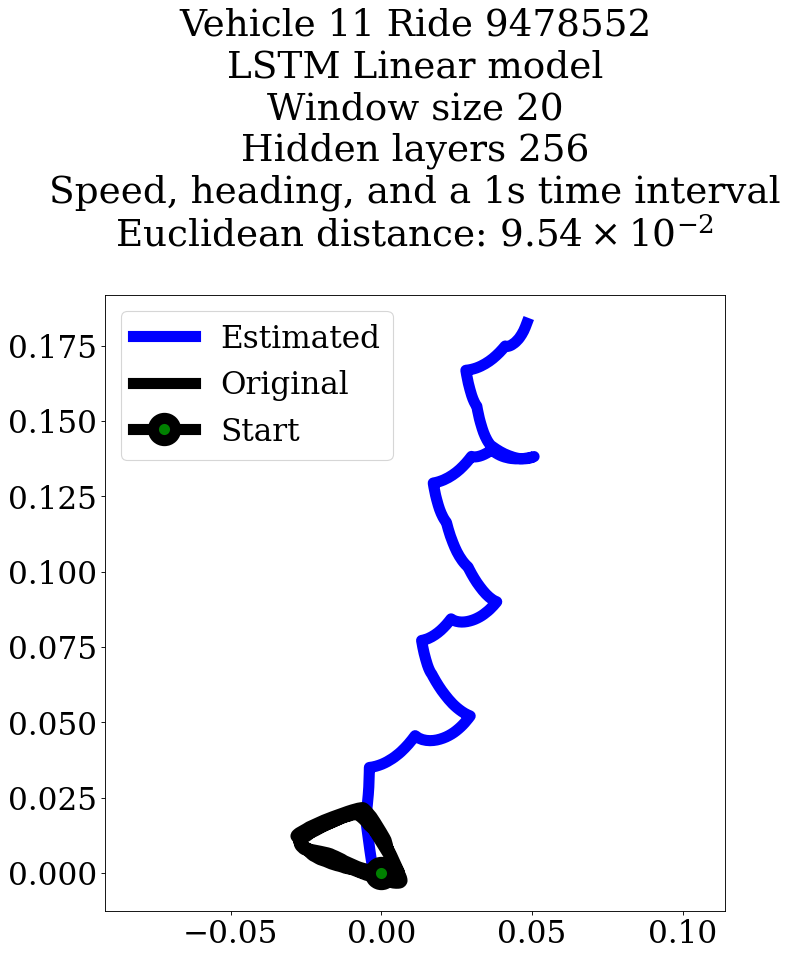 Vehicle 11 Ride 9478552
LSTM Linear model
Window size 20
Hidden layers 256
Speed, heading, and a 1s time interval
Euclidean distance: 9.54 × 10⁻²
Estimated
Original
Start
0.175
0.150
0.125
0.100
0.075
0.050
0.025
0.000
−0.05 0.00 0.05 0.10